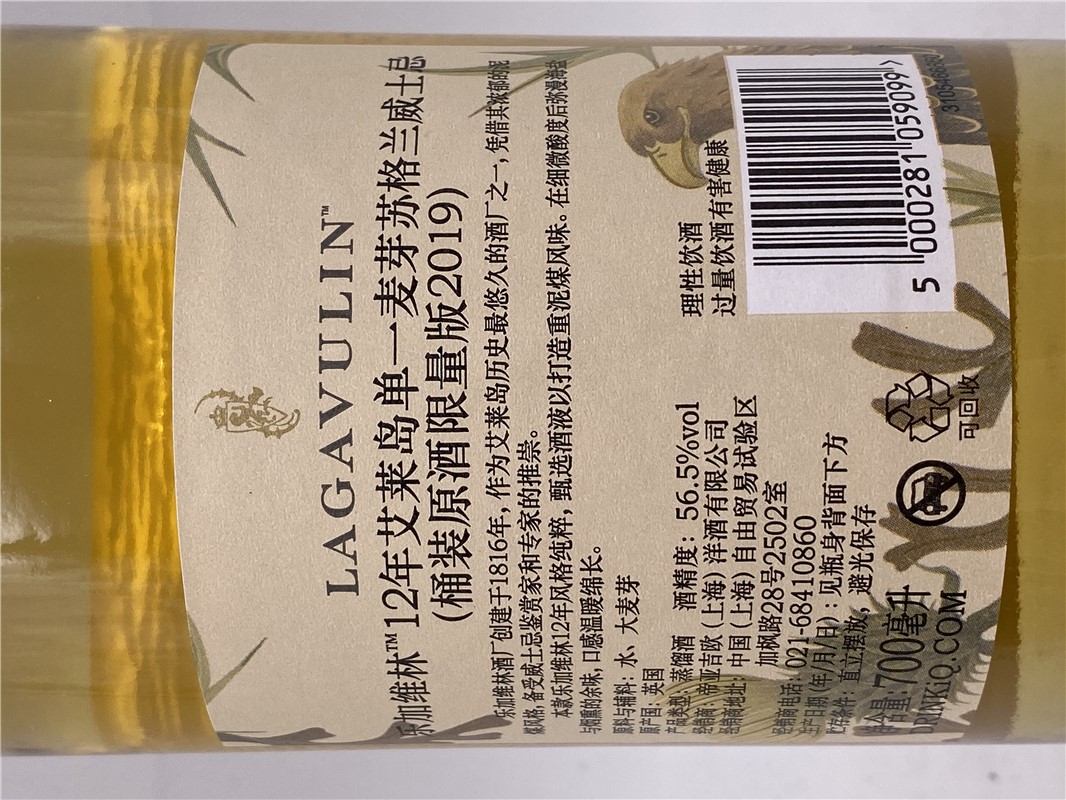 LAGAVULIN™
乐加维林™12年艾莱岛单一麦芽苏格兰威士忌
(桶装原酒限量版2019)
乐加维林酒厂创建于1816年，作为艾莱岛历史最悠久的酒厂之一，凭借其浓郁的泥
煤风格，备受威士忌鉴赏家和专家的推崇。
本款乐加维林12年风格纯粹，甄选酒液以打造重泥煤风味。在细微酸度后弥漫海盐
与烟熏的余味，口感温暖绵长。
原料与辅料：水、大麦芽
原产国：英国
产品类型：蒸馏酒 酒精度：56.5%vol
经销商：帝亚吉欧(上海)洋酒有限公司
经销商地址：中国(上海)自由贸易试验区
加枫路28号2502室
经销商电话：021-68410860
生产日期(年/月/日)：见瓶身背面下方
贮存条件：直立摆放，避光保存
净含量：700毫升
DRINKiQ.COM
理性饮酒
过量饮酒有害健康
5 000281 059099 >
可回收